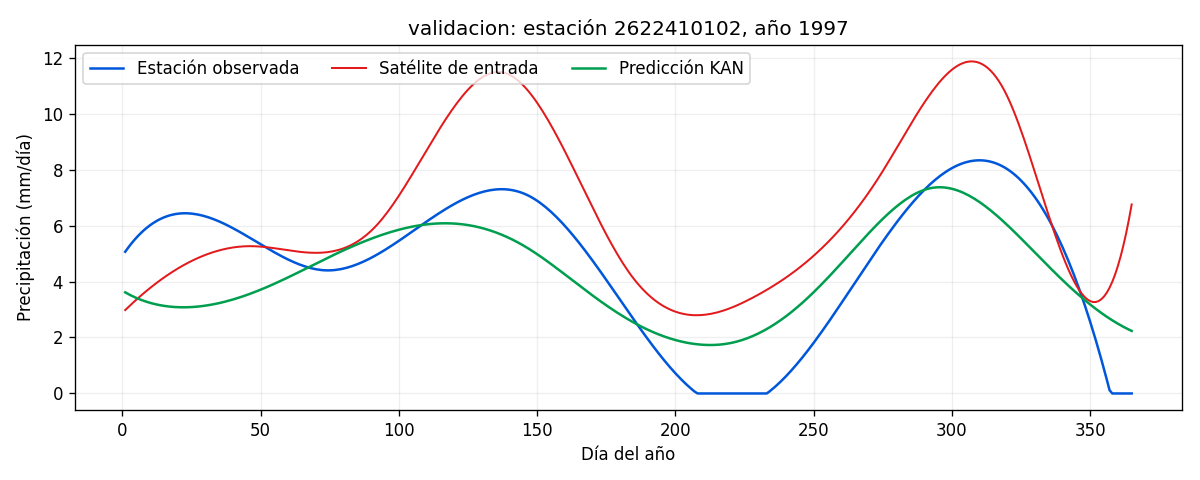 validacion: estación 2622410102, año 1997
Estación observada
Satélite de entrada
Predicción KAN
Precipitación (mm/día)
12
10
8
6
4
2
0
0 50 100 150 200 250 300 350
Día del año